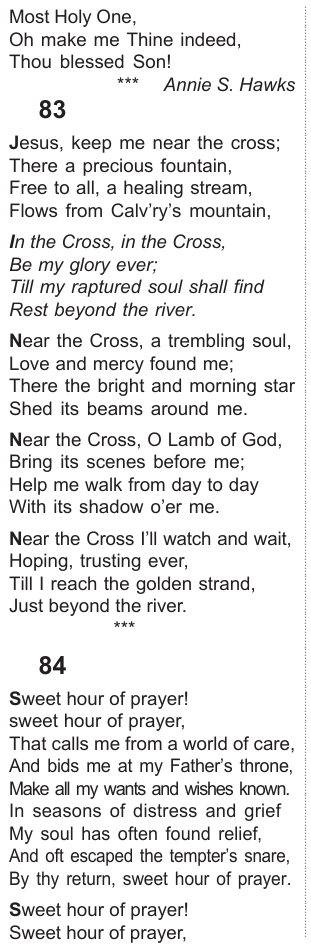 Most Holy One,
Oh make me Thine indeed,
Thou blessed Son!
*** Annie S. Hawks
83
Jesus, keep me near the cross;
There a precious fountain,
Free to all, a healing stream,
Flows from Calv'ry's mountain,
In the Cross, in the Cross,
Be my glory ever;
Till my raptured soul shall find
Rest beyond the river.
Near the Cross, a trembling soul,
Love and mercy found me;
There the bright and morning star
Shed its beams around me.
Near the Cross, O Lamb of God,
Bring its scenes before me;
Help me walk from day to day
With its shadow o'er me.
Near the Cross I'll watch and wait,
Hoping, trusting ever,
Till I reach the golden strand,
Just beyond the river.
***
84
Sweet hour of prayer!
sweet hour of prayer,
That calls me from a world of care,
And bids me at my Father's throne,
Make all my wants and wishes known.
In seasons of distress and grief
My soul has often found relief,
And oft escaped the tempter's snare,
By thy return, sweet hour of prayer.
Sweet hour of prayer!
Sweet hour of prayer,